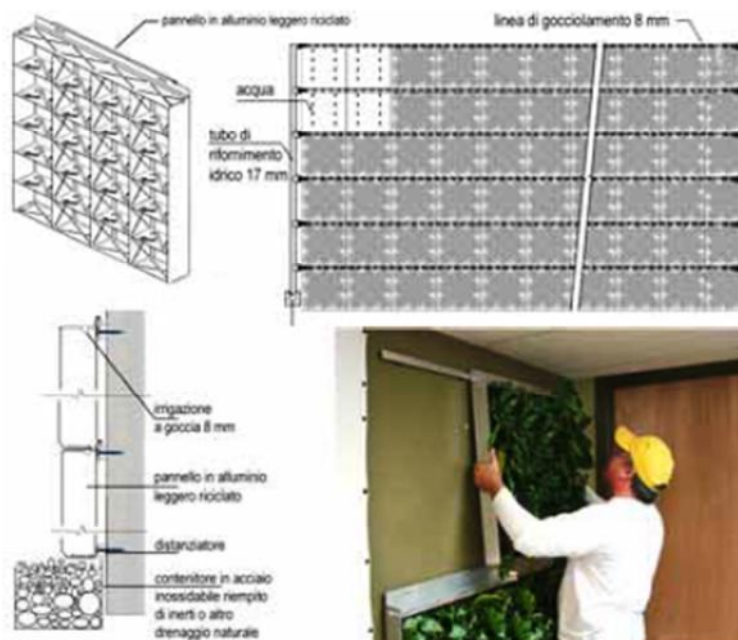 pannello in alluminio leggero riciclato
linea di gocciolamento 8 mm
acqua
tubo di
rifornimento
idrico 17 mm
irrigazione
a goccia 8 mm
pannello in alluminio
leggero riciclato
distanziatore
contenitore in acciaio
inossidabile riempito
di inerti o altro
drenaggio naturale